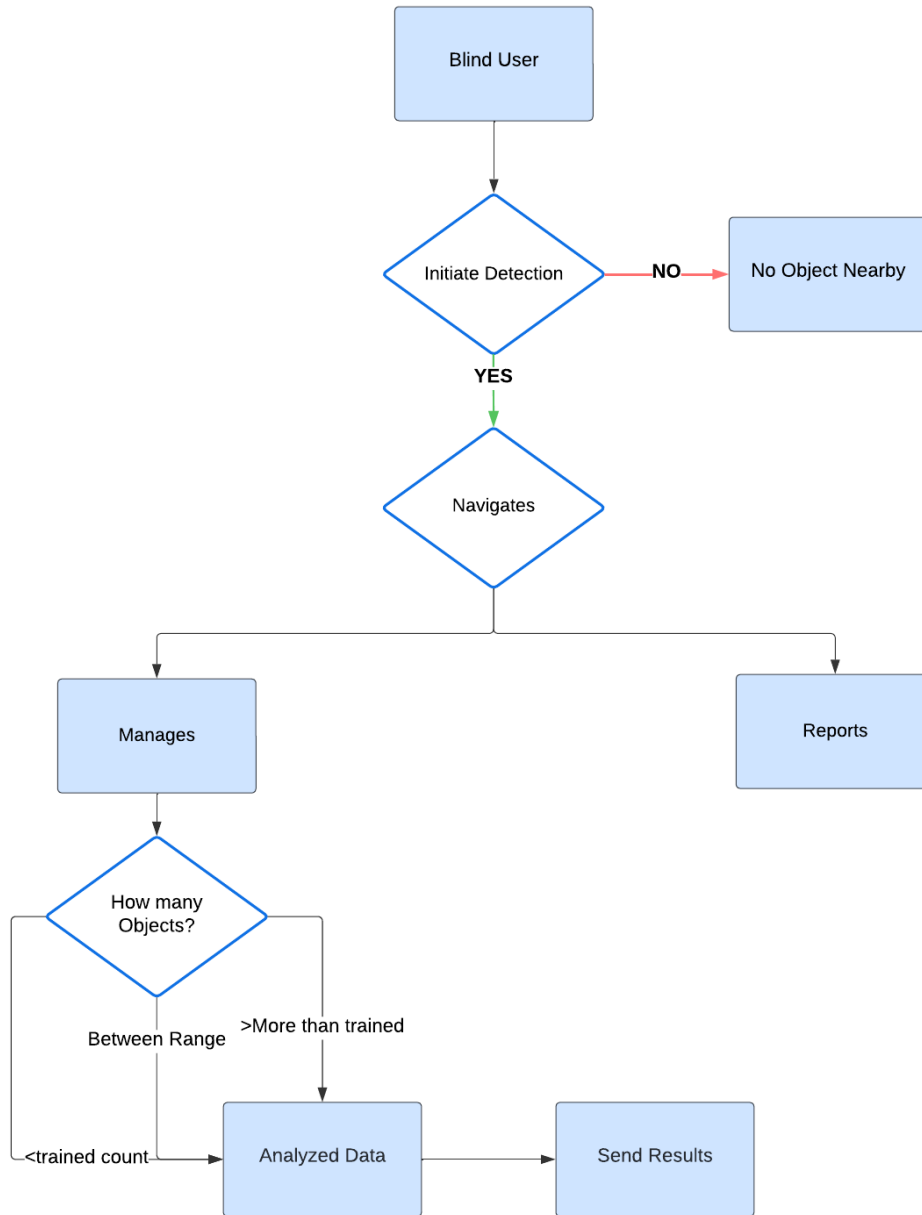 Blind User
Initiate Detection
NO
No Object Nearby
YES
Navigates
Manages
Reports
How many
Objects?
Between Range
>More than trained
<trained count
Analyzed Data
Send Results